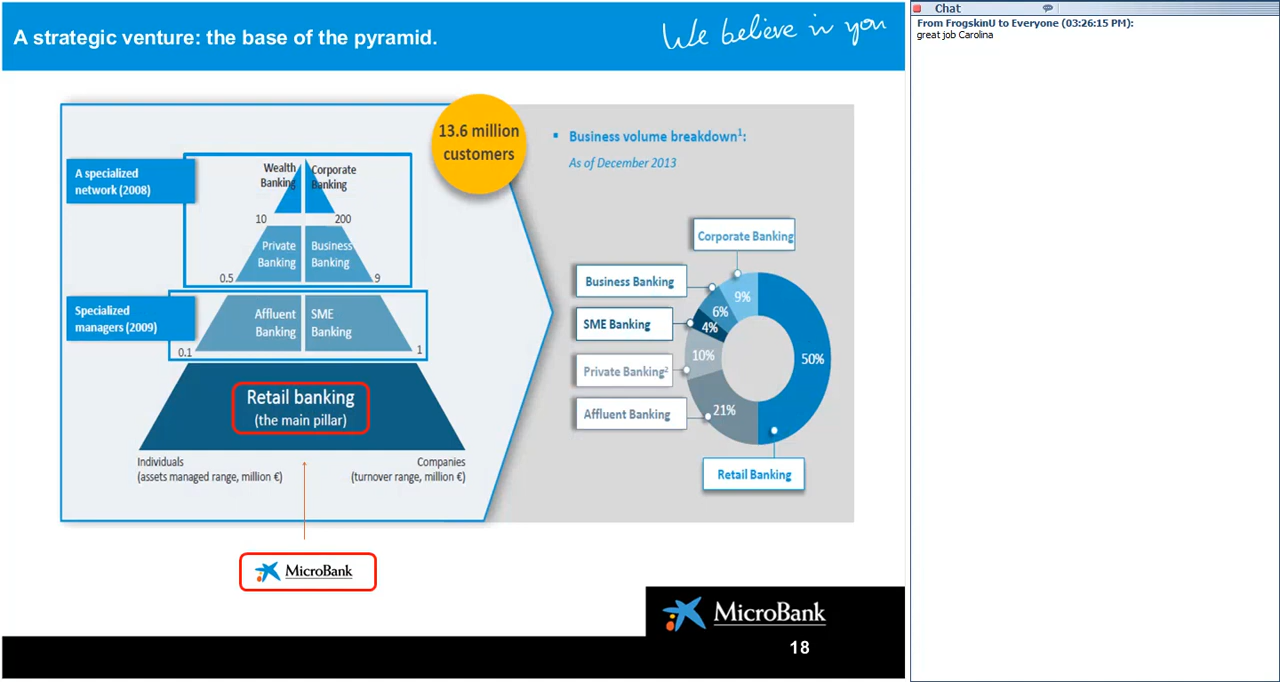 A strategic venture: the base of the pyramid.
We believe in you
13.6 million
customers
A specialized
network (2008)
Wealth
Banking
Corporate
Banking
10
200
Private
Banking
Business
Banking
0.5
9
Specialized
managers (2009)
Affluent
Banking
SME
Banking
0.1
1
Retail banking
(the main pillar)
Individuals
(assets managed range, million €)
Companies
(turnover range, million €)
MicroBank
▪ Business volume breakdown¹:
As of December 2013
Corporate Banking
Business Banking
SME Banking
Private Banking²
Affluent Banking
Retail Banking
9%
6%
4%
10%
21%
50%
MicroBank
18
Chat
From FrogskinU to Everyone (03:26:15 PM):
great job Carolina